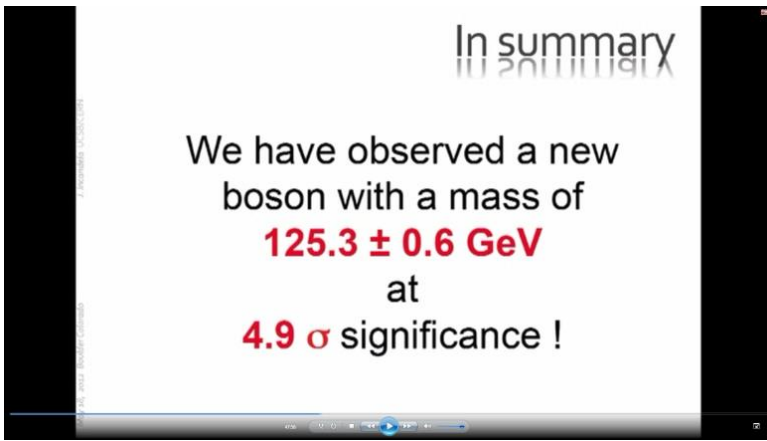 In summary
We have observed a new
boson with a mass of
125.3 ± 0.6 GeV
at
4.9 σ significance !